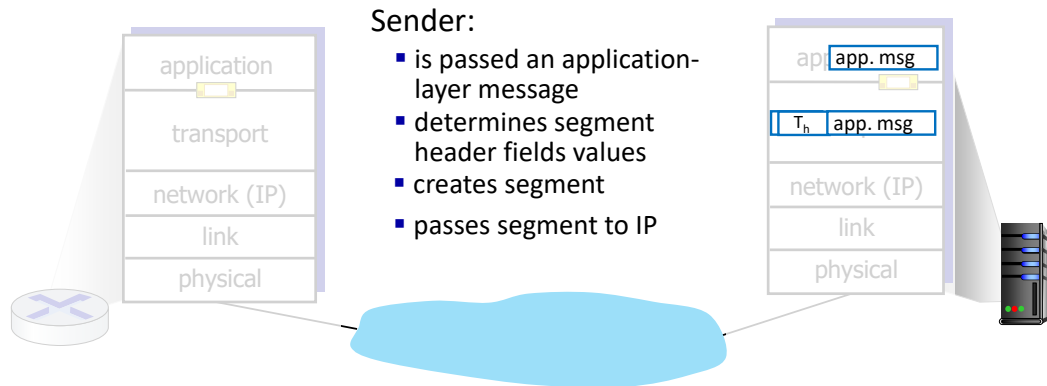 Sender:
▪ is passed an application-
layer message
▪ determines segment
header fields values
▪ creates segment
▪ passes segment to IP
application
transport
network (IP)
link
physical
app. msg
Th app. msg
network (IP)
link
physical